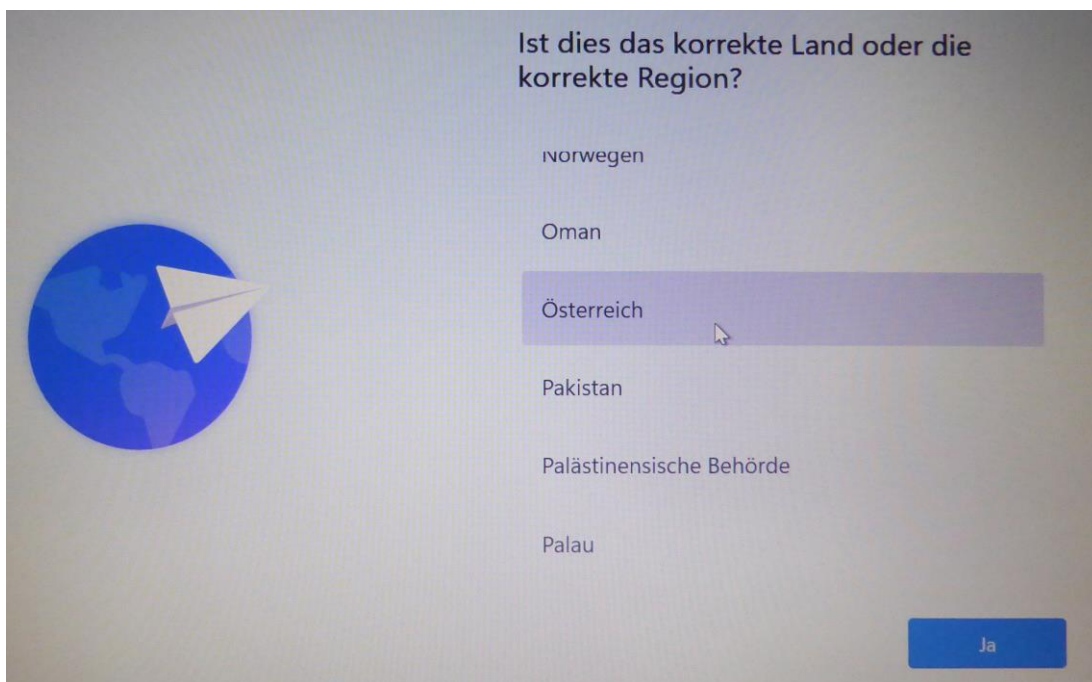 Ist dies das korrekte Land oder die
korrekte Region?
Norwegen
Oman
Österreich
Pakistan
Palästinensische Behörde
Palau
Ja